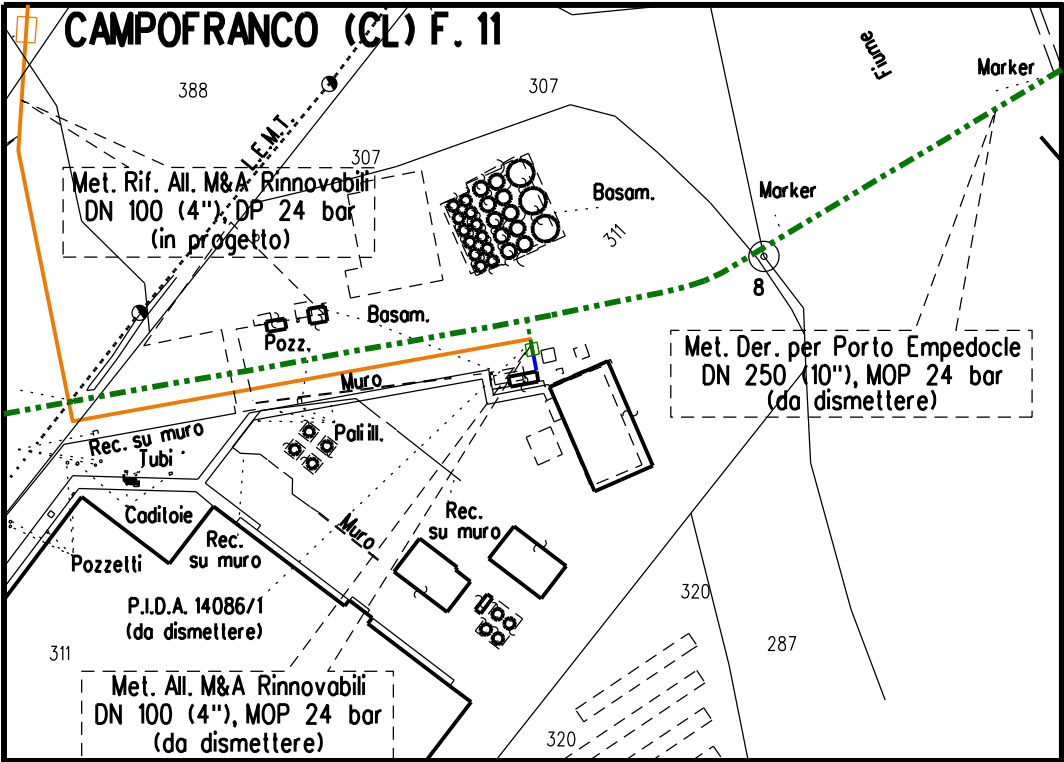 CAMPOFRANCO (CL) F. 11
Fiume
Marker
388
307
L.E.M.T.
307
Met. Rif. All. M&A Rinnovabili
DN 100 (4"), DP 24 bar
(in progetto)
Basam.
Marker
311
8
Basam.
Pozz.
Met. Der. per Porto Empedocle
DN 250 (10"), MOP 24 bar
(da dismettere)
Muro
Rec. su muro
Pali ill.
Tubi
Caditoie
Rec.
su muro
Muro
Rec.
su muro
Pozzetti
P.I.D.A. 14086/1
(da dismettere)
320
287
311
Met. All. M&A Rinnovabili
DN 100 (4"), MOP 24 bar
(da dismettere)
320